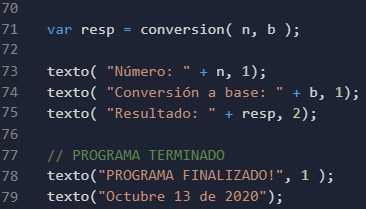 70
71 var resp = conversion( n, b );
72
73 texto( "Número: " + n, 1);
74 texto( "Conversión a base: " + b, 1);
75 texto( "Resultado: " + resp, 2);
76
77 // PROGRAMA TERMINADO
78 texto("PROGRAMA FINALIZADO!", 1 );
79 texto("Octubre 13 de 2020");